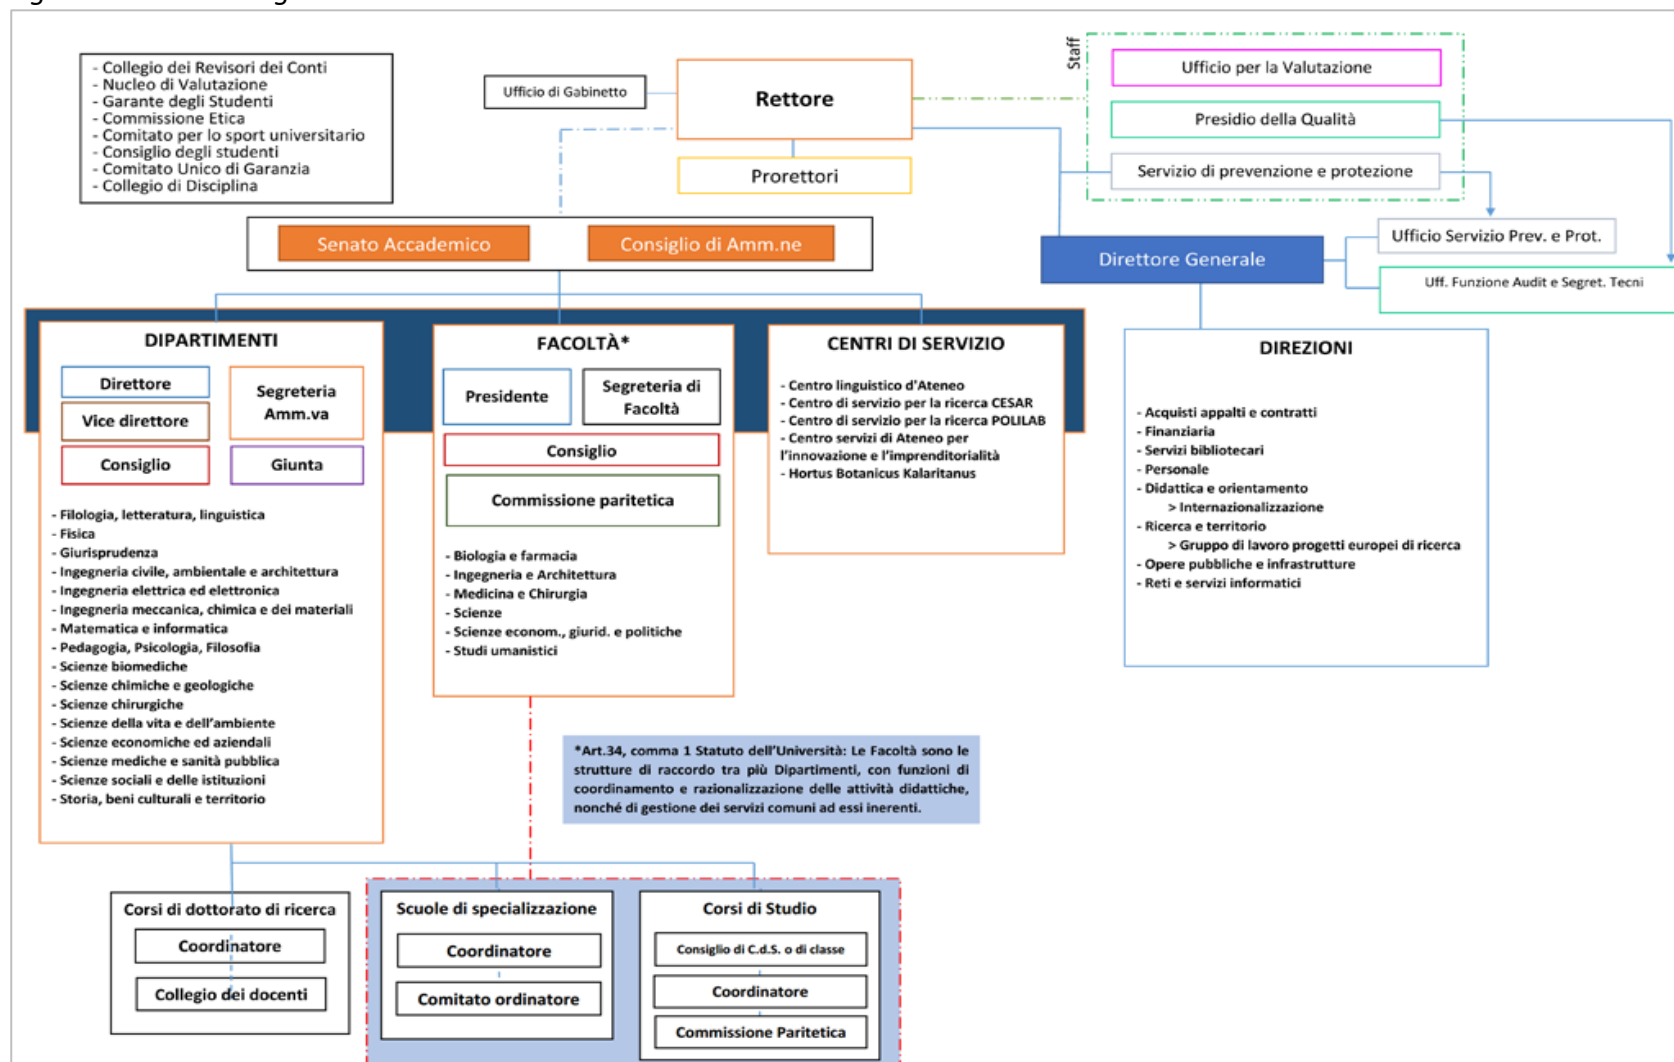 - Collegio dei Revisori dei Conti
- Nucleo di Valutazione
- Garante degli Studenti
- Commissione Etica
- Comitato per lo sport universitario
- Consiglio degli studenti
- Comitato Unico di Garanzia
- Collegio di Disciplina
Ufficio di Gabinetto
Rettore
Prorettori
Staff
Ufficio per la Valutazione
Presidio della Qualità
Servizio di prevenzione e protezione
Senato Accademico
Consiglio di Amm.ne
Direttore Generale
Ufficio Servizio Prev. e Prot.
Uff. Funzione Audit e Segret. Tecni
DIPARTIMENTI
Direttore
Vice direttore
Consiglio
Segreteria
Amm.va
Giunta
- Filologia, letteratura, linguistica
- Fisica
- Giurisprudenza
- Ingegneria civile, ambientale e architettura
- Ingegneria elettrica ed elettronica
- Ingegneria meccanica, chimica e dei materiali
- Matematica e informatica
- Pedagogia, Psicologia, Filosofia
- Scienze biomediche
- Scienze chimiche e geologiche
- Scienze chirurgiche
- Scienze della vita e dell'ambiente
- Scienze economiche ed aziendali
- Scienze mediche e sanità pubblica
- Scienze sociali e delle istituzioni
- Storia, beni culturali e territorio
FACOLTÀ*
Presidente
Segreteria di
Facoltà
Consiglio
Commissione paritetica
- Biologia e farmacia
- Ingegneria e Architettura
- Medicina e Chirurgia
- Scienze
- Scienze econom., giurid. e politiche
- Studi umanistici
CENTRI DI SERVIZIO
- Centro linguistico d'Ateneo
- Centro di servizio per la ricerca CESAR
- Centro di servizio per la ricerca POLILAB
- Centro servizi di Ateneo per
l'innovazione e l'imprenditorialità
- Hortus Botanicus Kalaritanus
DIREZIONI
- Acquisti appalti e contratti
- Finanziaria
- Servizi bibliotecari
- Personale
- Didattica e orientamento
> Internazionalizzazione
- Ricerca e territorio
> Gruppo di lavoro progetti europei di ricerca
- Opere pubbliche e infrastrutture
- Reti e servizi informatici
*Art.34, comma 1 Statuto dell'Università: Le Facoltà sono le
strutture di raccordo tra più Dipartimenti, con funzioni di
coordinamento e razionalizzazione delle attività didattiche,
nonché di gestione dei servizi comuni ad essi inerenti.
Corsi di dottorato di ricerca
Coordinatore
Collegio dei docenti
Scuole di specializzazione
Coordinatore
Comitato ordinatore
Corsi di Studio
Consiglio di C.d.S. o di classe
Coordinatore
Commissione Paritetica